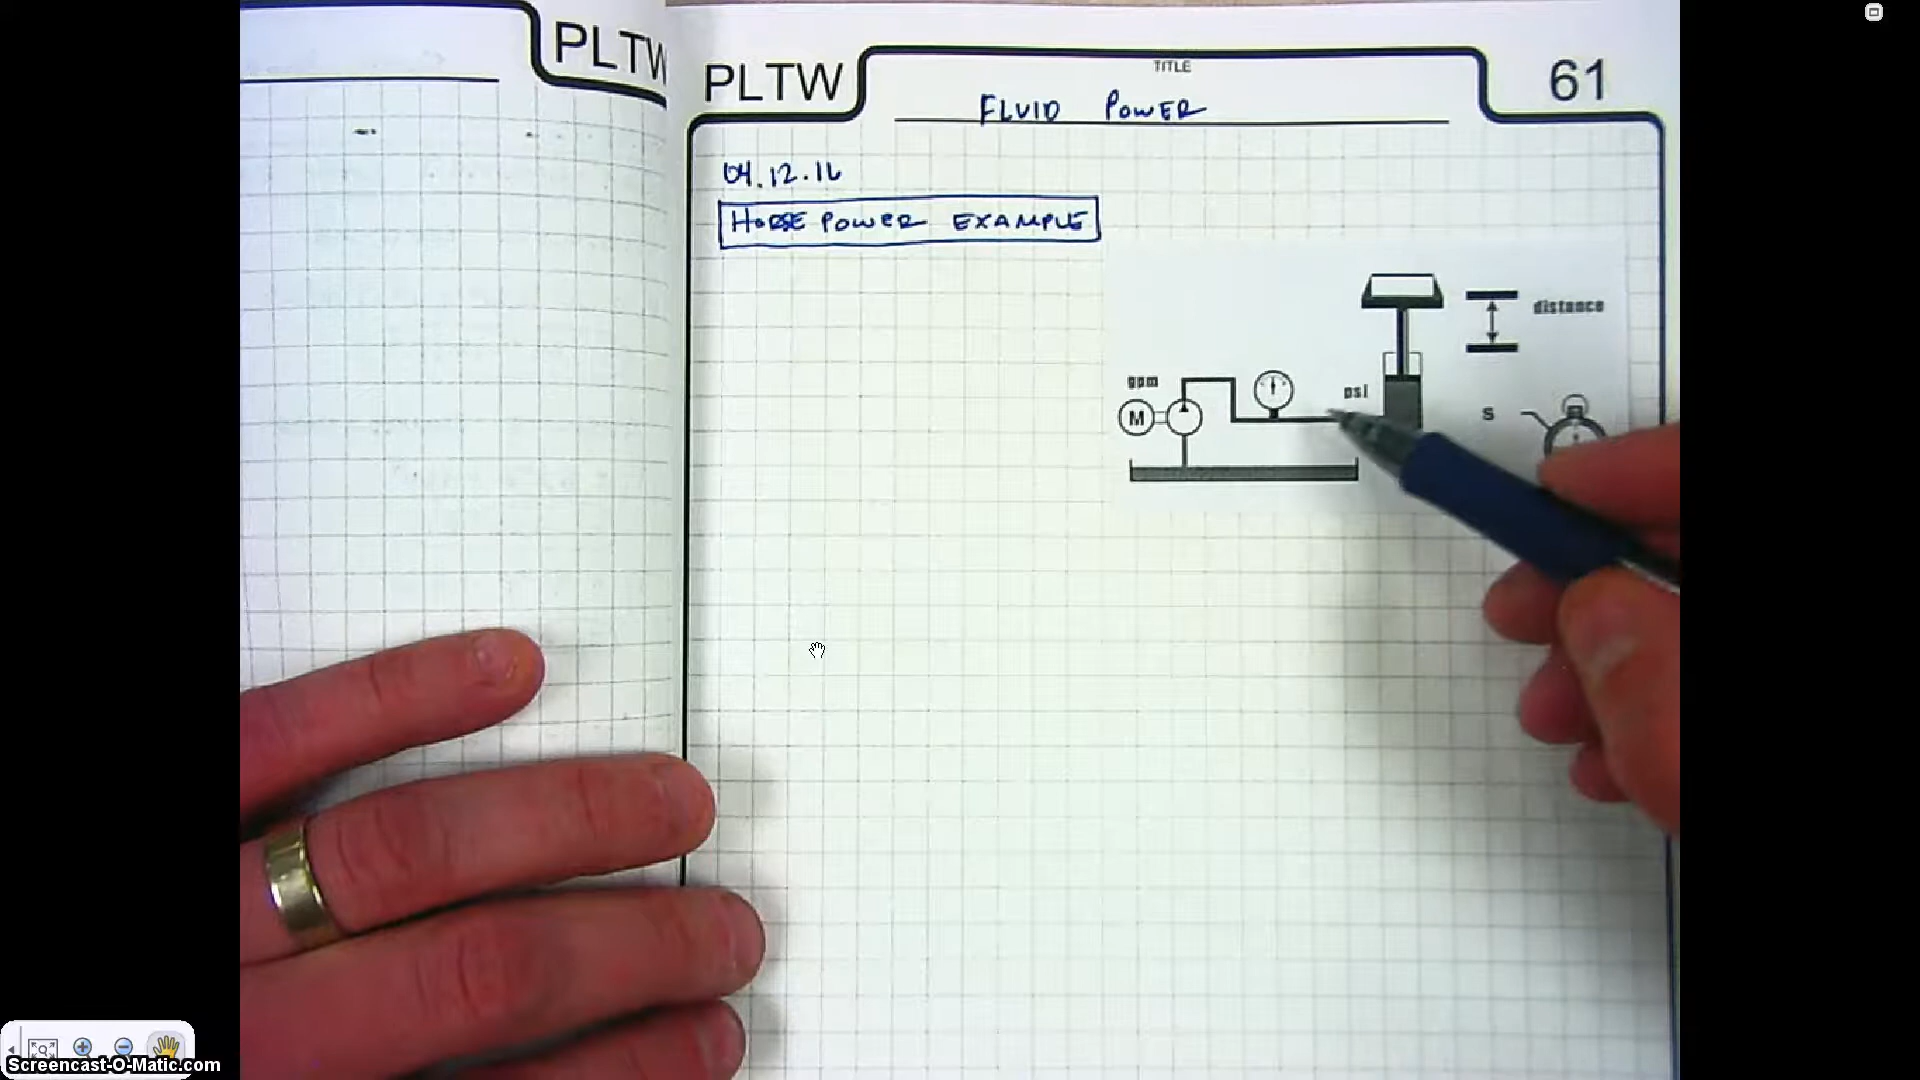 PLTW
PLTW
TITLE
61
FLUID POWER
04.12.16
HORSE POWER EXAMPLE
distance
gpm
psi
M
S
Screencast-O-Matic.com